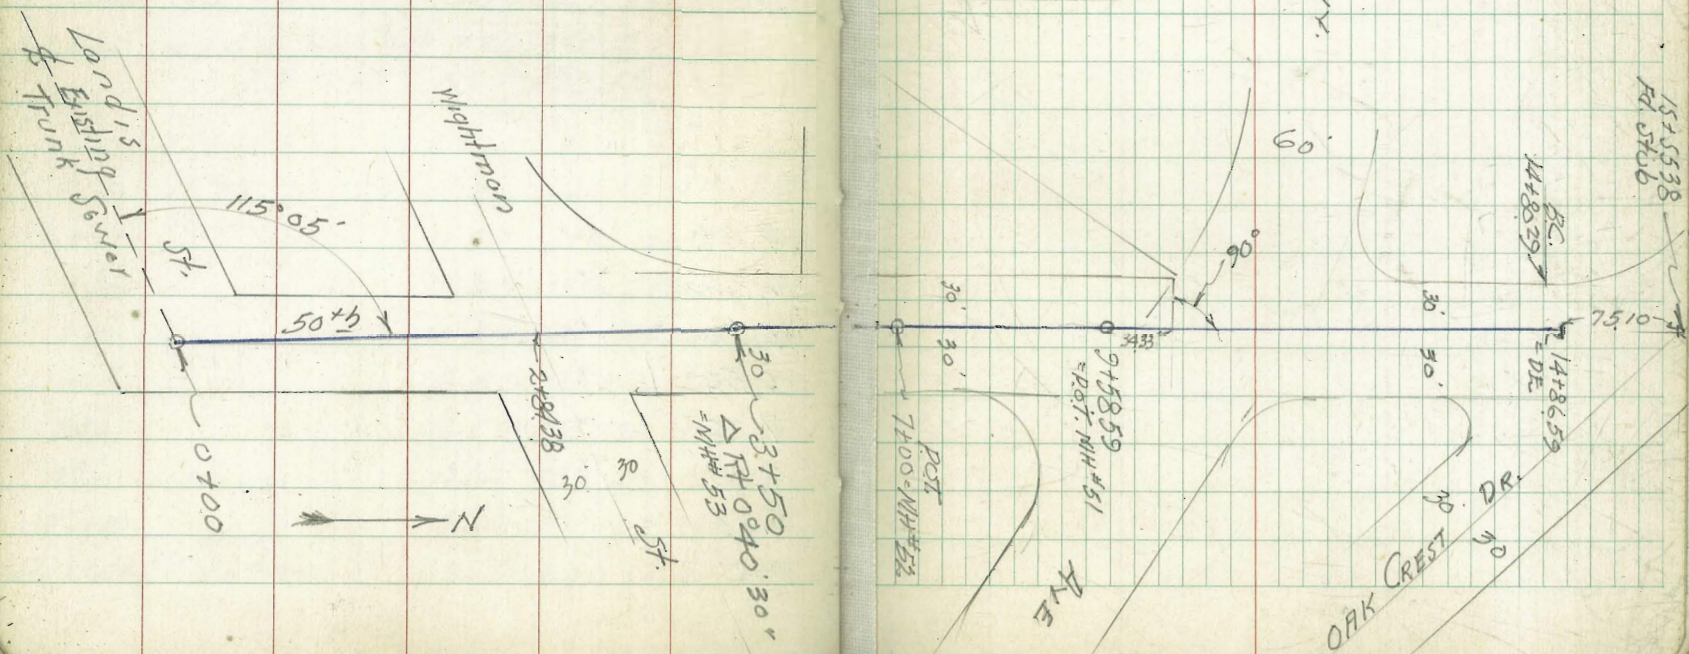 Landis
℄ Existing Sewer
& Trunk
St.
115° 05'
50th
0+00
N
Wightman
2+84.38
30'
30
St.
30'
3+50
Δ Rt 0°40'30"
=MH#53
30'
30'
P.O.T.
7+00=MH#52
9+58.59
=P.O.T. MH#51
34.33
90°
60'
AVE
30'
30'
B.C.
14+80.29
14+86.59
=D.E.
75.10
15+55.38
Fd. Stub
30
30
OAK CREST DR.